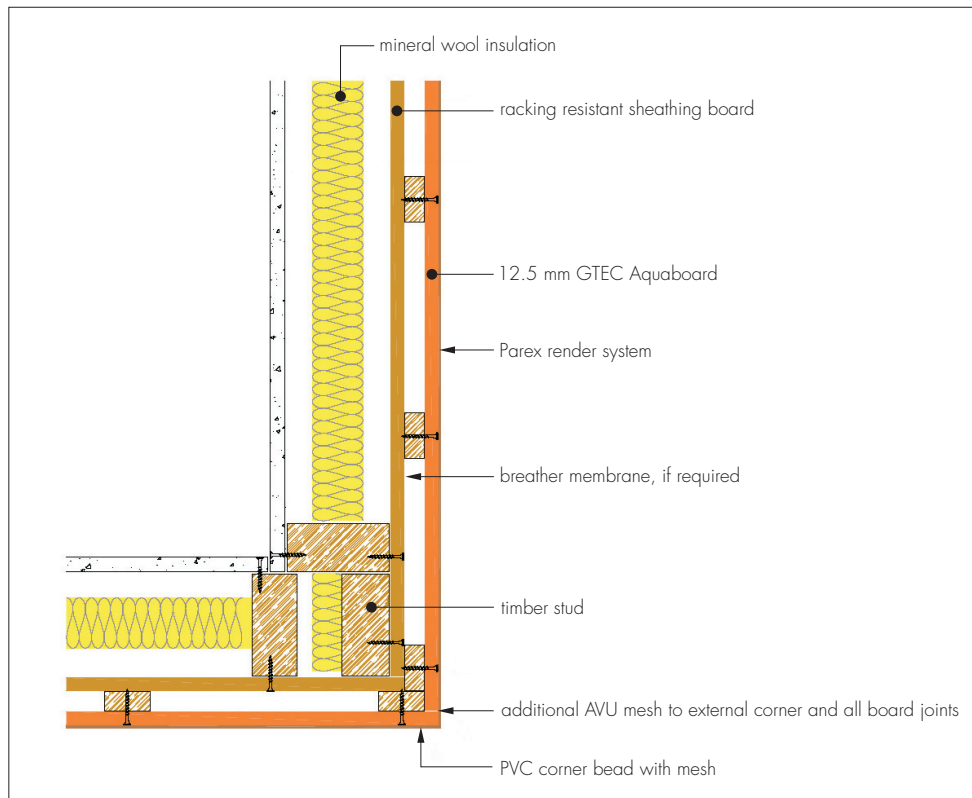 mineral wool insulation
racking resistant sheathing board
12.5 mm GTEC Aquaboard
Parex render system
breather membrane, if required
timber stud
additional AVU mesh to external corner and all board joints
PVC corner bead with mesh